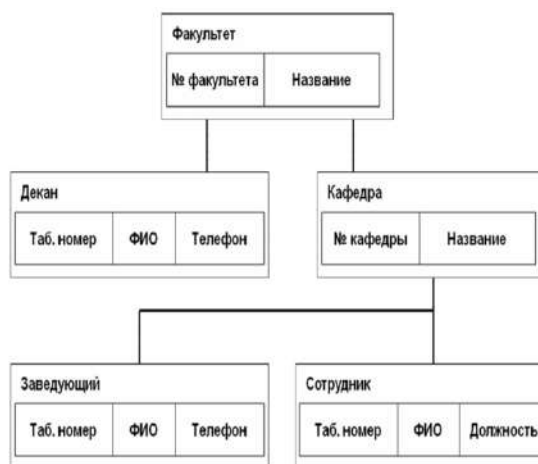 Факультет
№ факультета Название
Декан
Таб. номер ФИО Телефон
Кафедра
№ кафедры Название
Заведующий
Таб. номер ФИО Телефон
Сотрудник
Таб. номер ФИО Должность